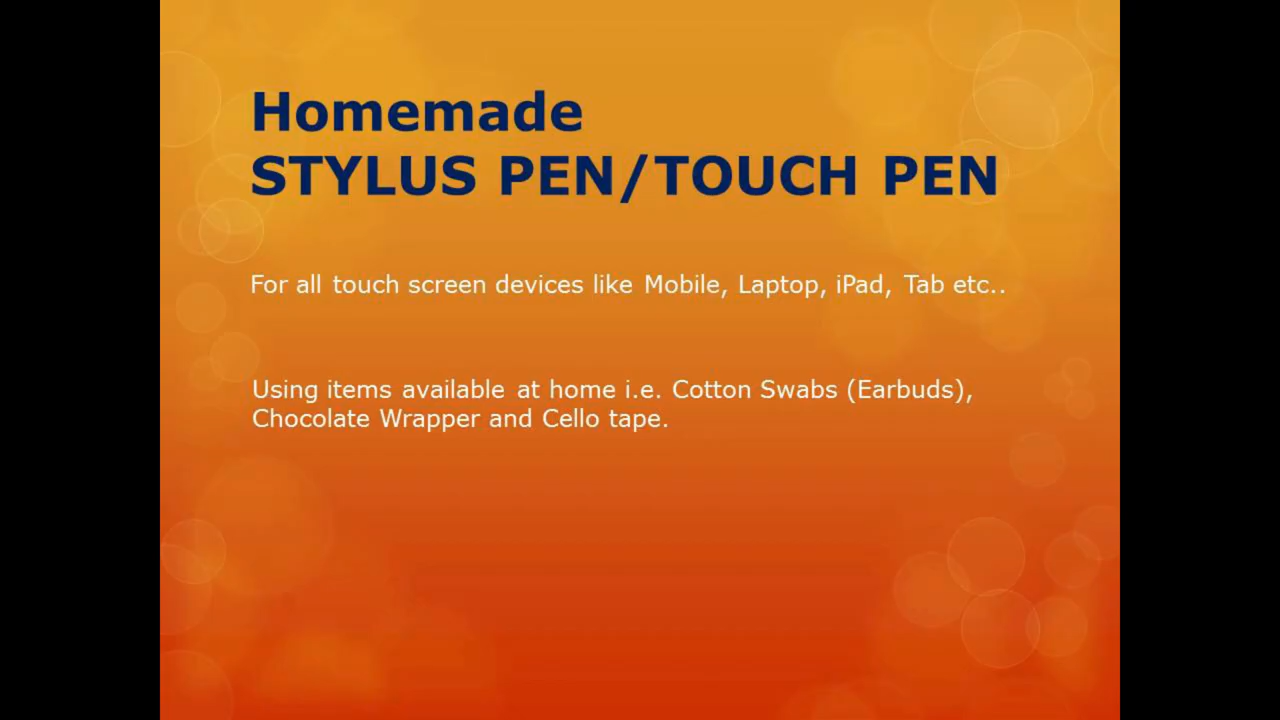 Homemade
STYLUS PEN/TOUCH PEN
For all touch screen devices like Mobile, Laptop, iPad, Tab etc..
Using items available at home i.e. Cotton Swabs (Earbuds),
Chocolate Wrapper and Cello tape.